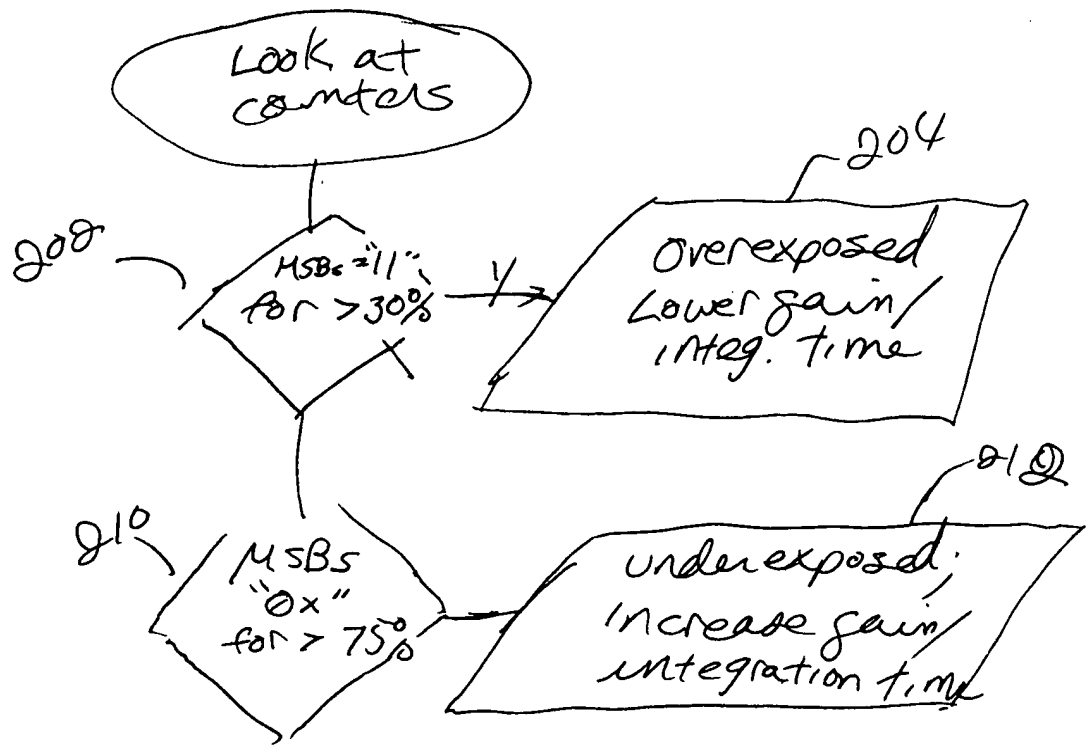 Look at
counters
204
202
MSBs = "11"
for > 30%
Y
overexposed
Lower gain/
integ. time
212
210
MSBs
"0x"
for > 75%
underexposed;
increase gain/
integration time